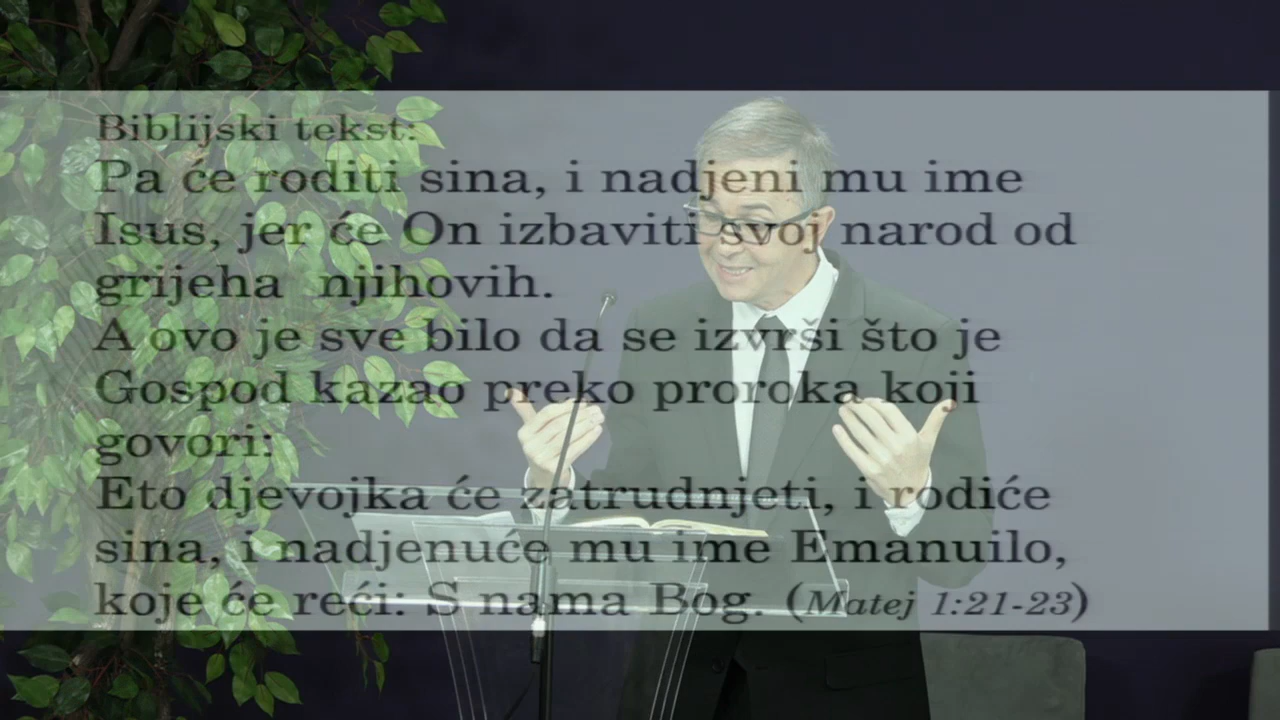 Biblijski tekst:
Pa će roditi sina, i nadjeni mu ime
Isus, jer će On izbaviti svoj narod od
grijeha njihovih.
A ovo je sve bilo da se izvrši što je
Gospod kazao preko proroka koji
govori:
Eto djevojka će zatrudnjeti, i rodiće
sina, i nadjenuće mu ime Emanuilo,
koje će reći: S nama Bog. (Matej 1:21-23)